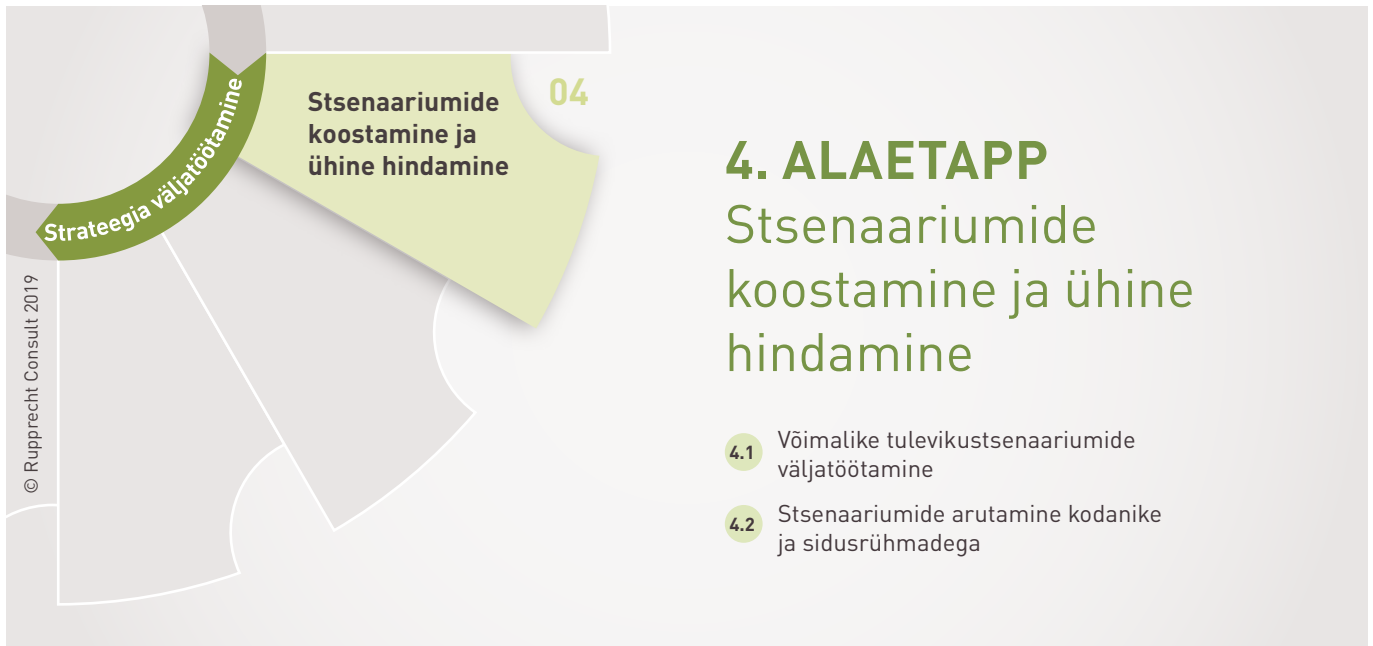 Strateegia väljatöötamine
Stsenaariumide
koostamine ja
ühine hindamine
04
© Rupprecht Consult 2019
4. ALAETAPP
Stsenaariumide
koostamine ja ühine
hindamine
4.1 Võimalike tulevikustsenaariumide
väljatöötamine
4.2 Stsenaariumide arutamine kodanike
ja sidusrühmadega